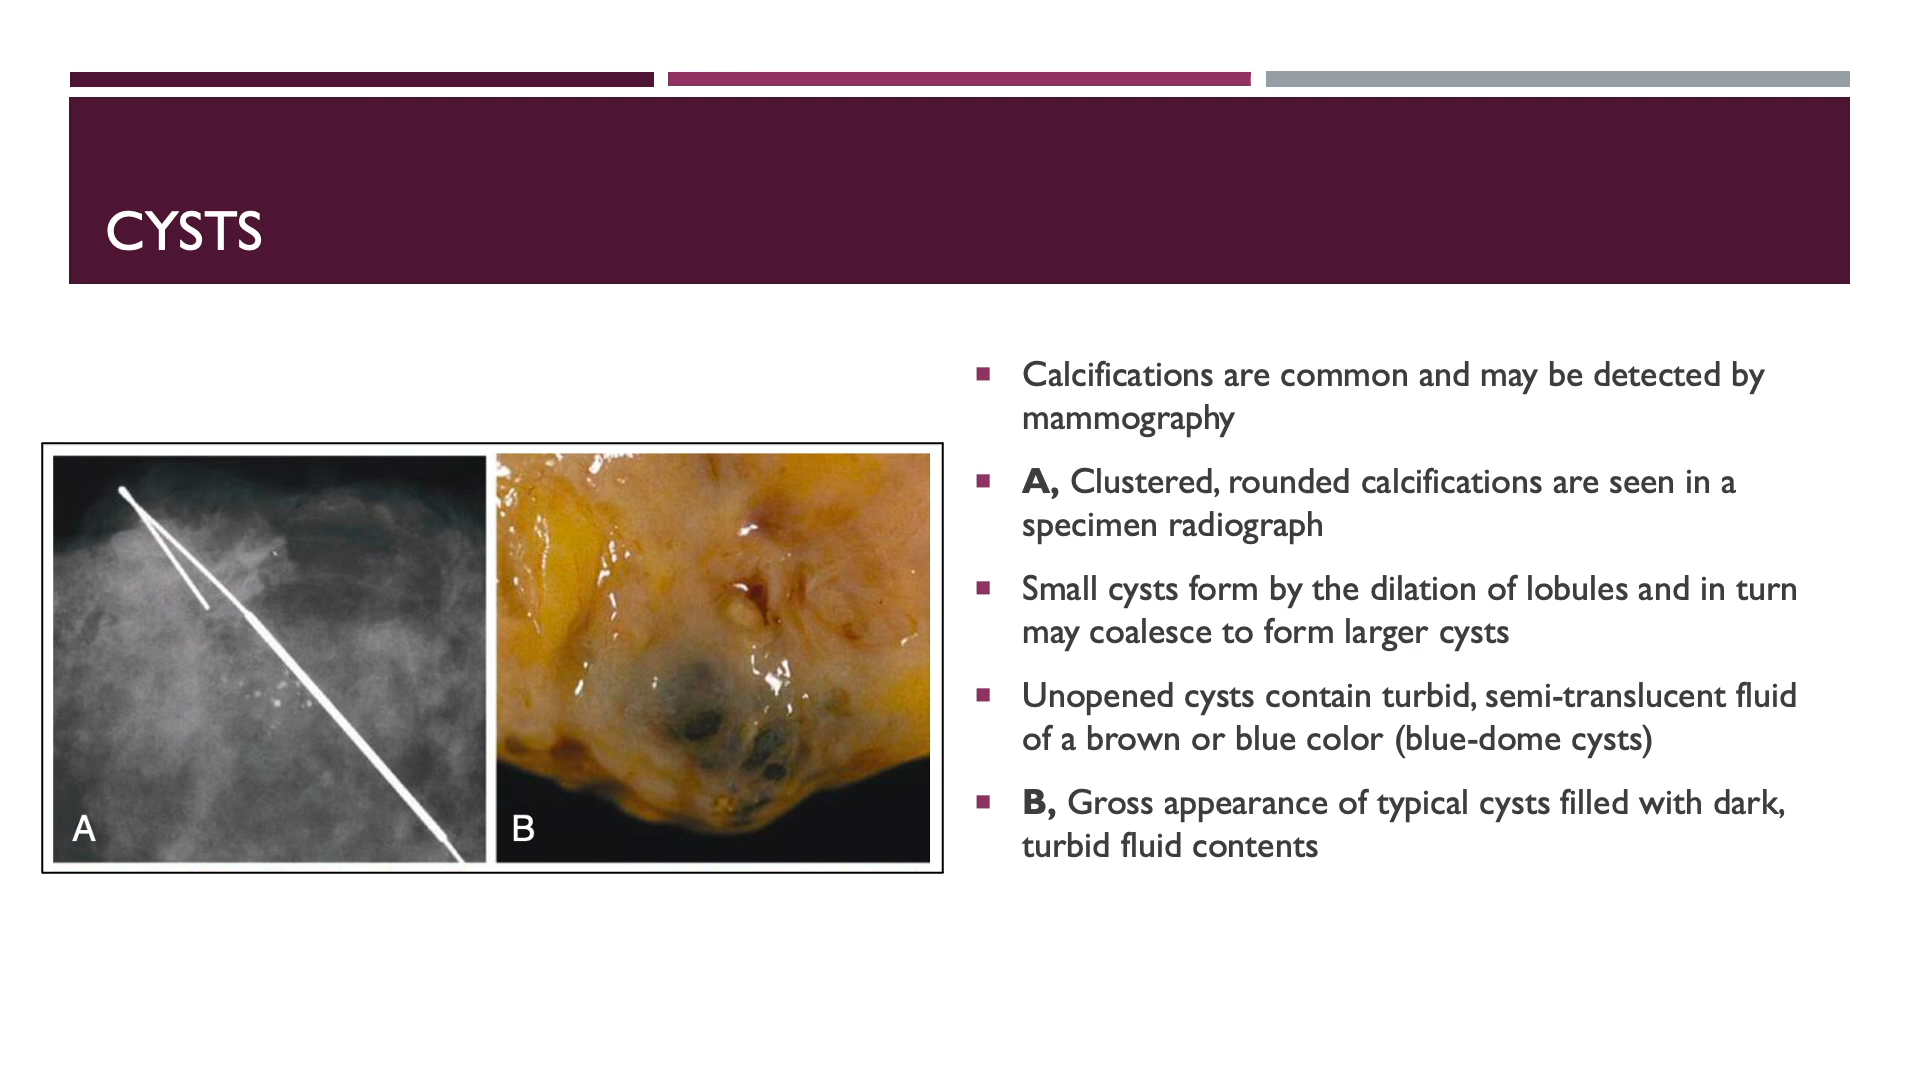 CYSTS
Calcifications are common and may be detected by
mammography
A, Clustered, rounded calcifications are seen in a
specimen radiograph
Small cysts form by the dilation of lobules and in turn
may coalesce to form larger cysts
Unopened cysts contain turbid, semi-translucent fluid
of a brown or blue color (blue-dome cysts)
B, Gross appearance of typical cysts filled with dark,
turbid fluid contents
A
B